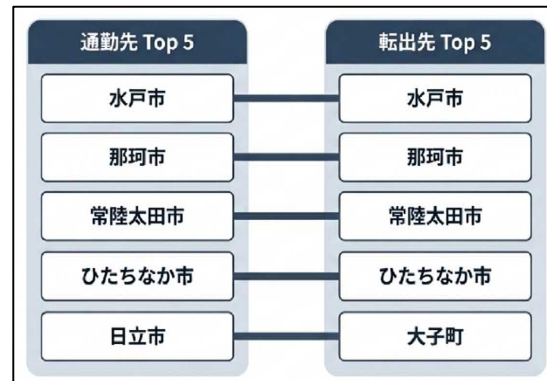 通勤先 Top 5
転出先 Top 5
水戸市
水戸市
那珂市
那珂市
常陸太田市
常陸太田市
ひたちなか市
ひたちなか市
日立市
大子町